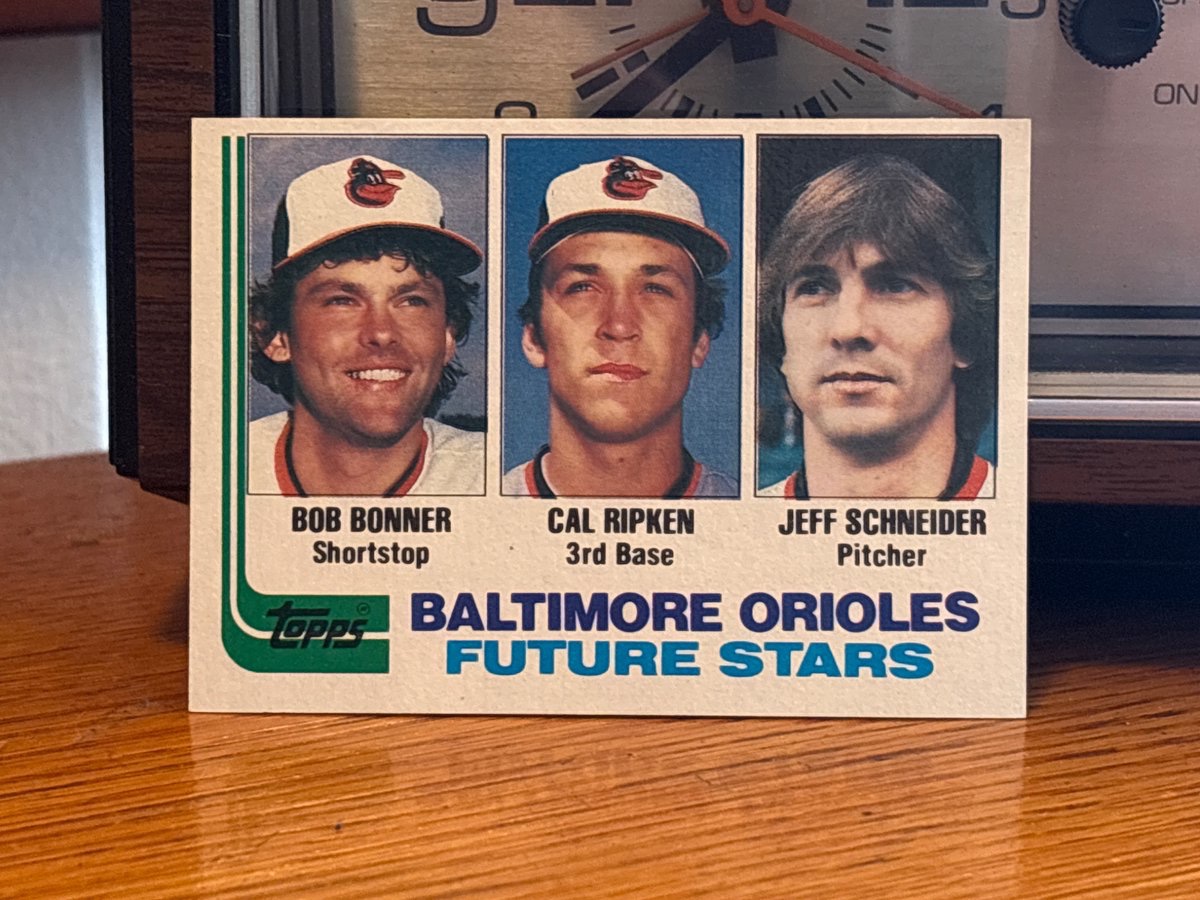 ON
BOB BONNER
Shortstop
CAL RIPKEN
3rd Base
JEFF SCHNEIDER
Pitcher
Topps
BALTIMORE ORIOLES
FUTURE STARS